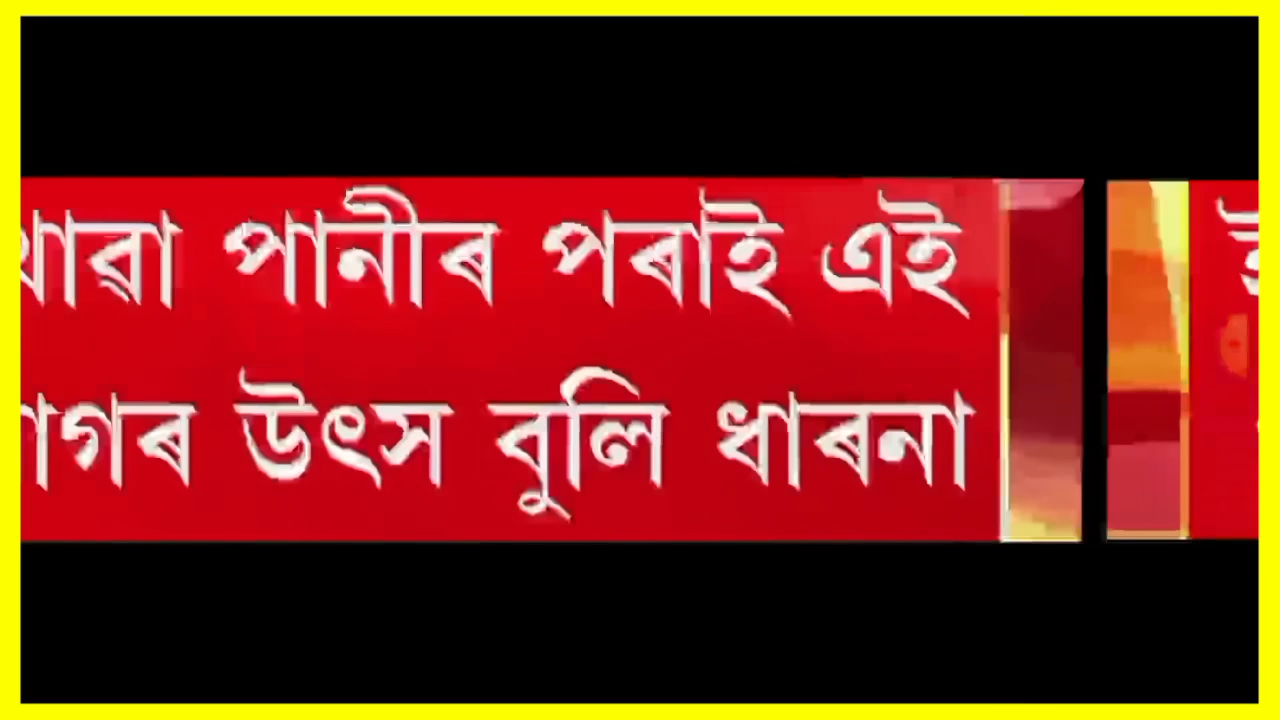 পানীৰ পৰাই এই
উৎস বুলি ধাৰনা